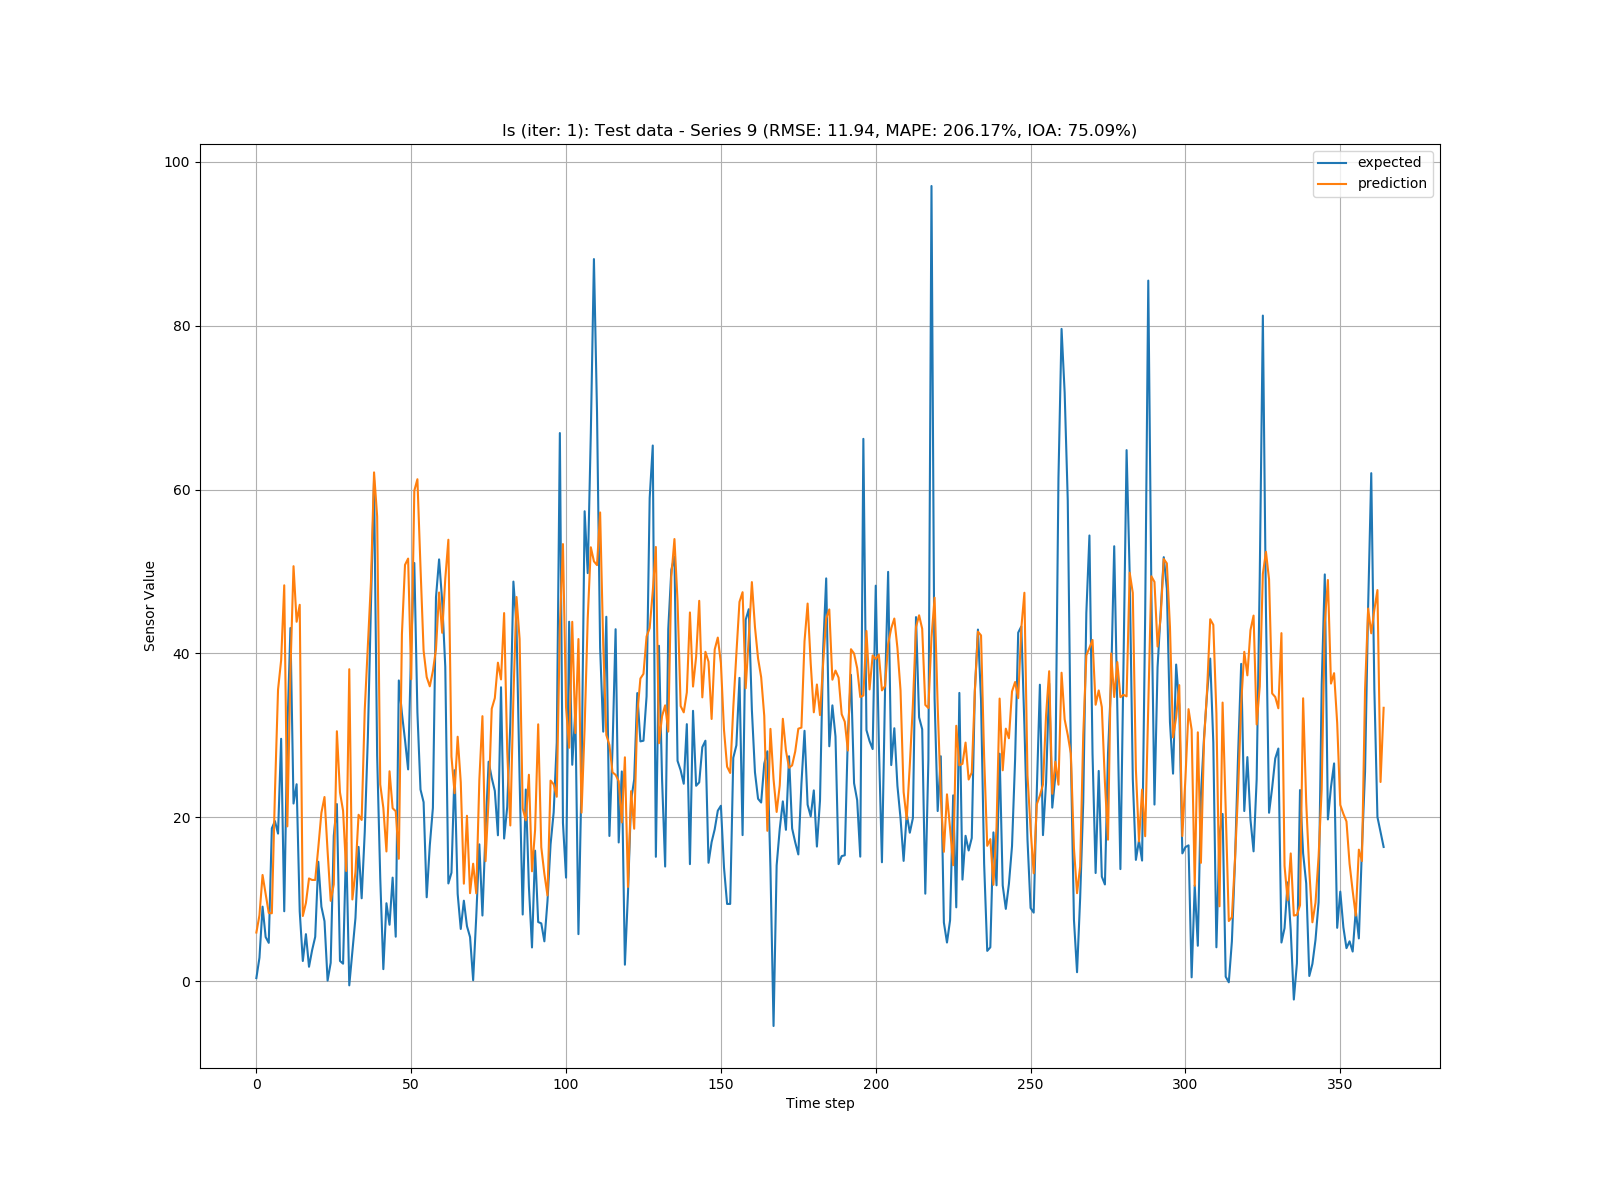 ls (iter: 1): Test data - Series 9 (RMSE: 11.94, MAPE: 206.17%, IOA: 75.09%)
expected
prediction
100
80
60
40
20
0
Sensor Value
0 50 100 150 200 250 300 350
Time step